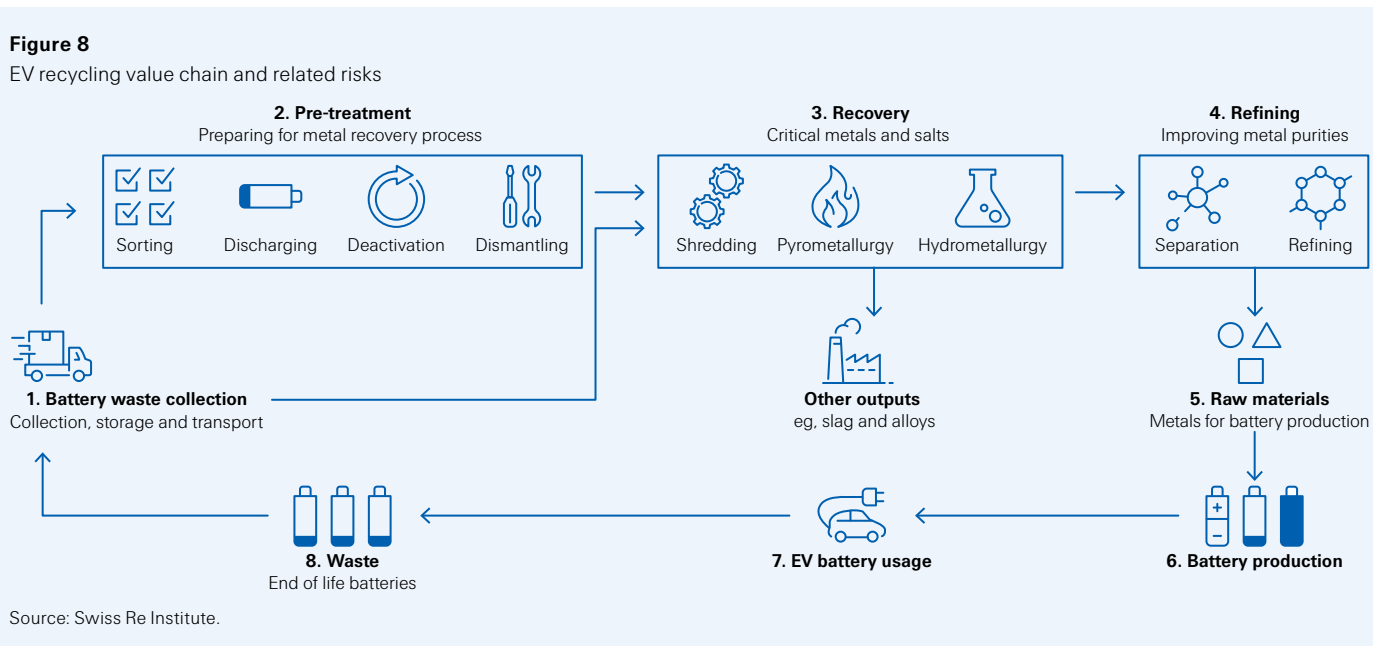 Figure 8
EV recycling value chain and related risks
2. Pre-treatment
Preparing for metal recovery process
3. Recovery
Critical metals and salts
4. Refining
Improving metal purities
Sorting
Discharging
Deactivation
Dismantling
Shredding
Pyrometallurgy
Hydrometallurgy
Separation
Refining
1. Battery waste collection
Collection, storage and transport
Other outputs
eg, slag and alloys
5. Raw materials
Metals for battery production
8. Waste
End of life batteries
7. EV battery usage
6. Battery production
Source: Swiss Re Institute.